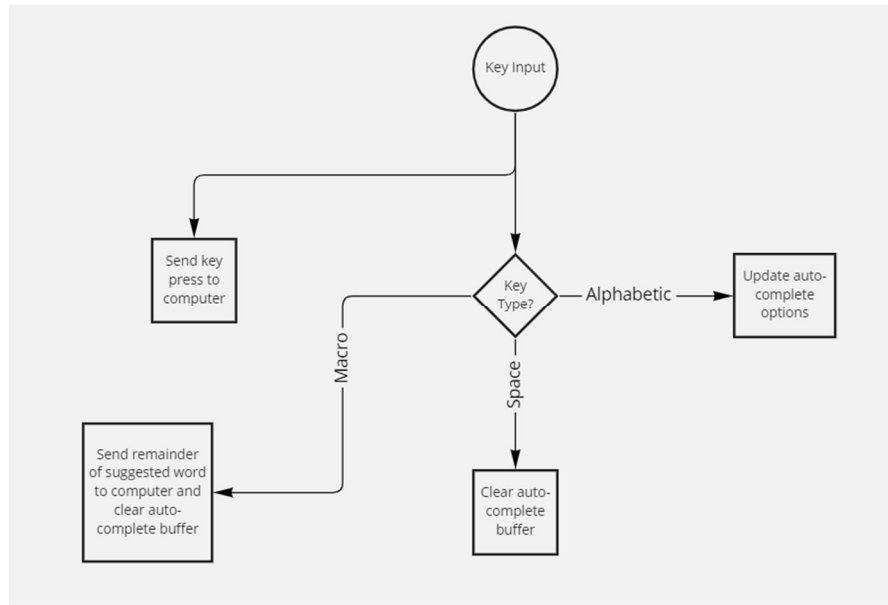 Key Input
Send key
press to
computer
Key
Type?
Alphabetic
Update auto-
complete
options
Macro
Space
Send remainder
of suggested word
to computer and
clear auto-
complete buffer
Clear auto-
complete
buffer